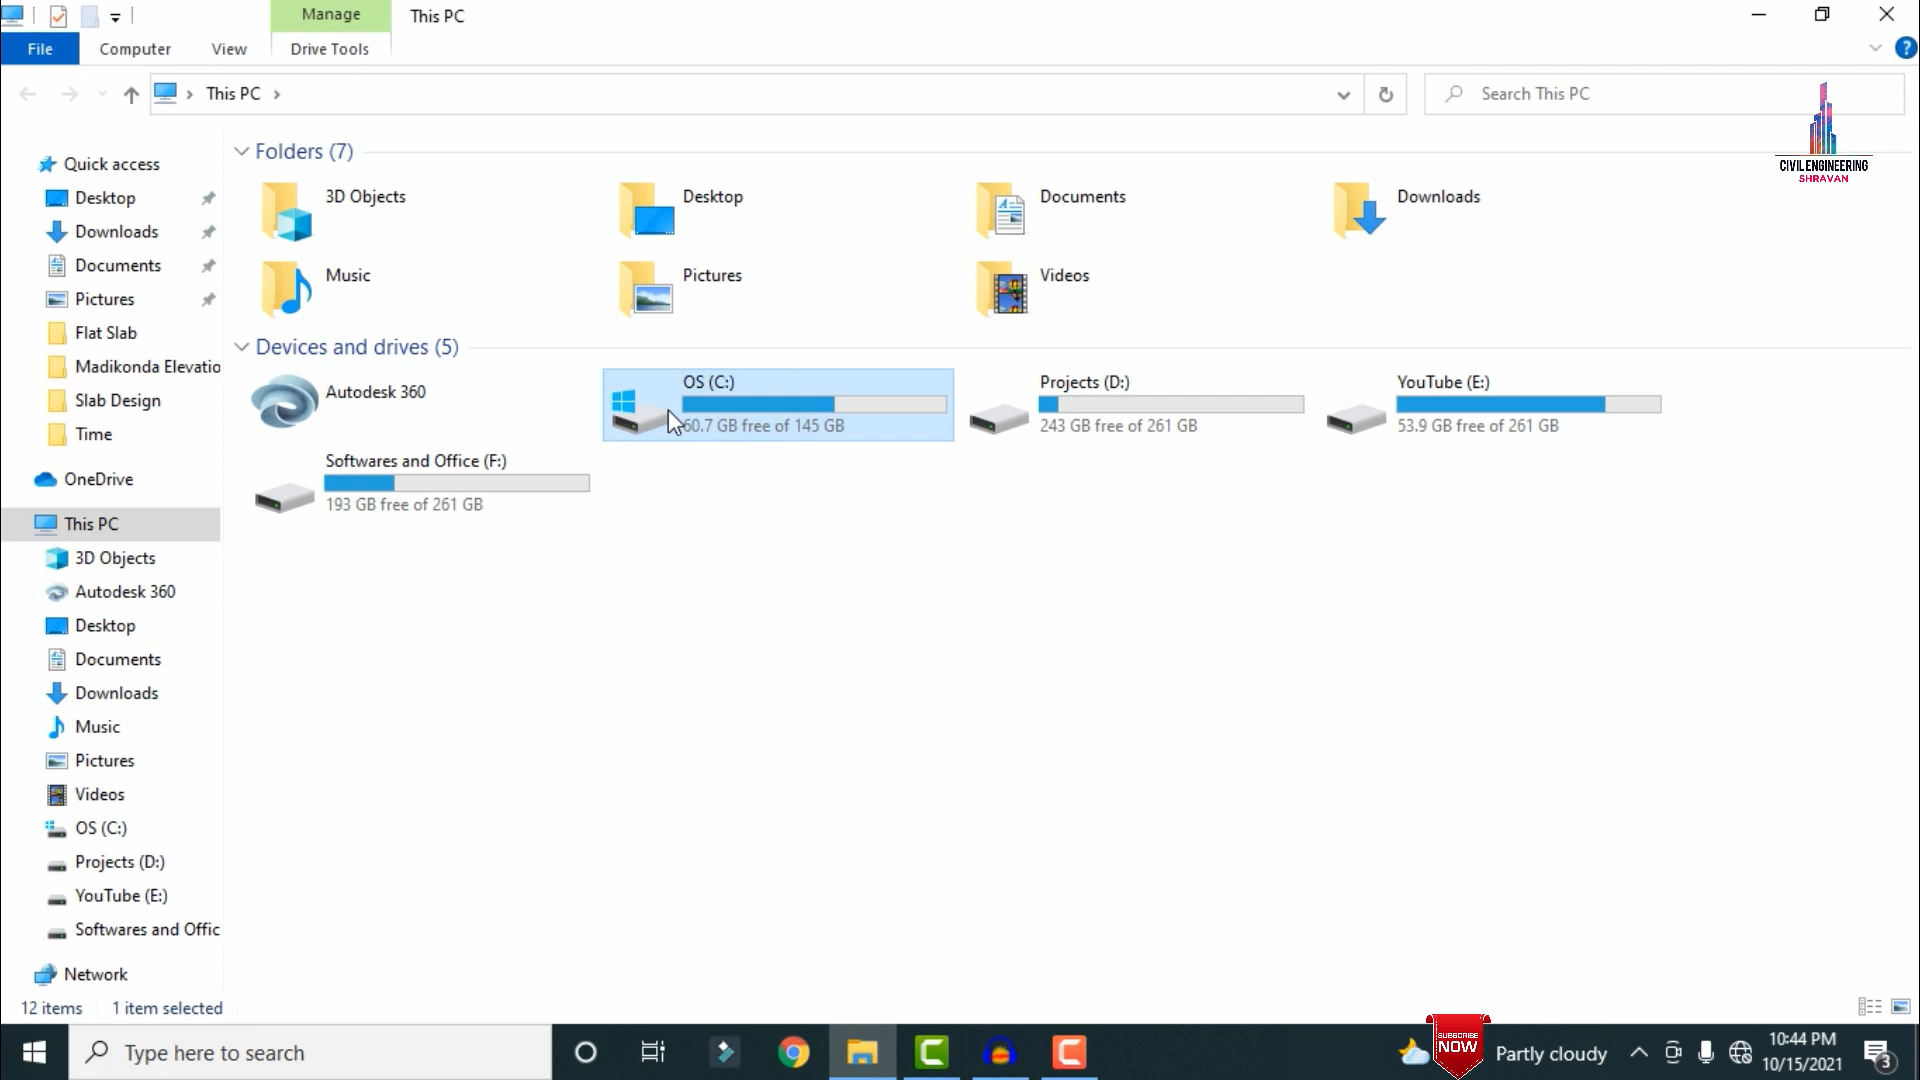 Manage
This PC
File
Computer
View
Drive Tools
This PC
Search This PC
CIVIL ENGINEERING
SHRAVAN
Quick access
Desktop
Downloads
Documents
Pictures
Flat Slab
Madikonda Elevatio
Slab Design
Time
OneDrive
This PC
3D Objects
Autodesk 360
Desktop
Documents
Downloads
Music
Pictures
Videos
OS (C:)
Projects (D:)
YouTube (E:)
Softwares and Offic
Network
Folders (7)
3D Objects
Desktop
Documents
Downloads
Music
Pictures
Videos
Devices and drives (5)
Autodesk 360
OS (C:)
60.7 GB free of 145 GB
Projects (D:)
243 GB free of 261 GB
YouTube (E:)
53.9 GB free of 261 GB
Softwares and Office (F:)
193 GB free of 261 GB
12 items
1 item selected
Type here to search
SUBSCRIBE
NOW
Partly cloudy
10:44 PM
10/15/2021
3